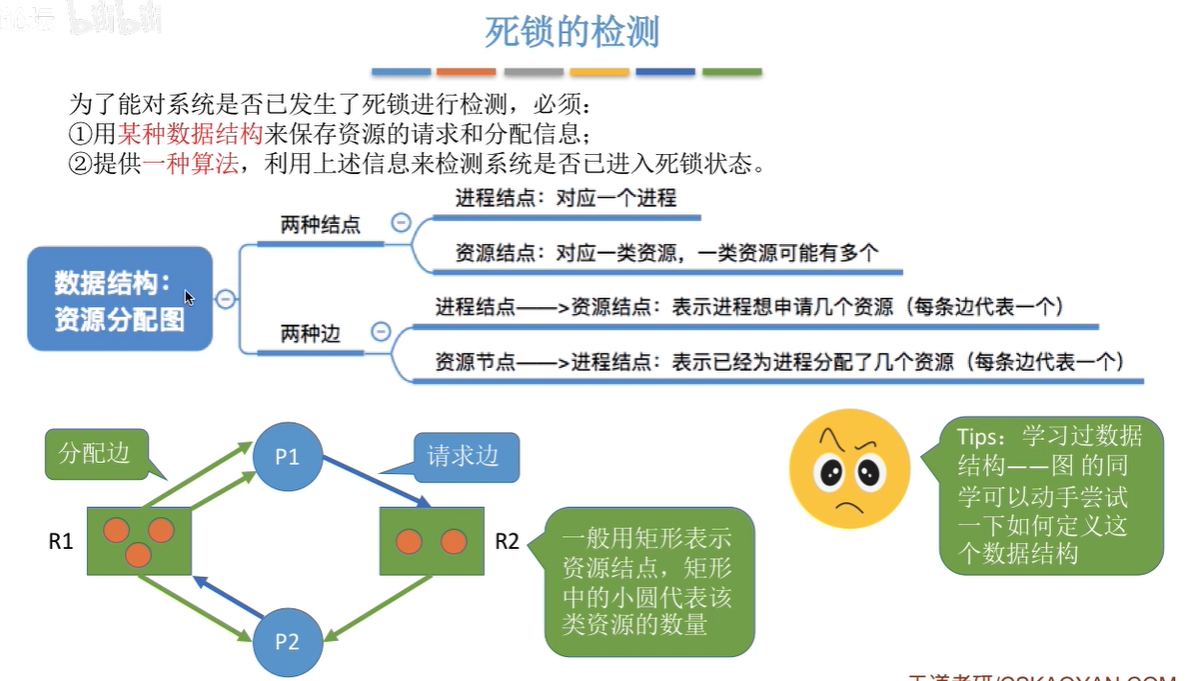 死锁的检测
为了能对系统是否已发生了死锁进行检测，必须：
①用某种数据结构来保存资源的请求和分配信息；
②提供一种算法，利用上述信息来检测系统是否已进入死锁状态。
进程结点：对应一个进程
两种结点
资源结点：对应一类资源，一类资源可能有多个
数据结构：
资源分配图
进程结点——>资源结点：表示进程想申请几个资源（每条边代表一个）
两种边
资源节点——>进程结点：表示已经为进程分配了几个资源（每条边代表一个）
分配边
P1
请求边
R1
R2
P2
一般用矩形表示
资源结点，矩形
中的小圆代表该
类资源的数量
Tips：学习过数据
结构——图 的同
学可以动手尝试
一下如何定义这
个数据结构
王道考研/CSKAOYAN.COM